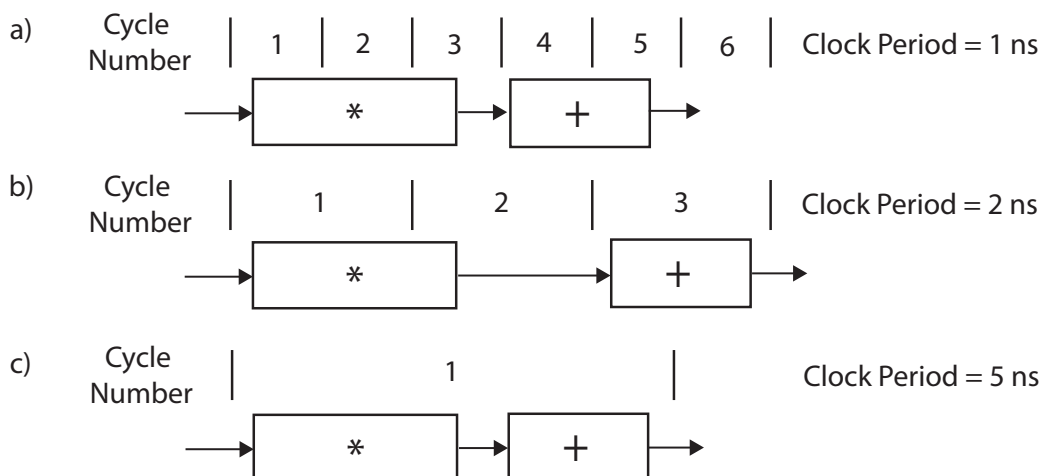 a) Cycle Number 1 2 3 4 5 6 Clock Period = 1 ns
* +
b) Cycle Number 1 2 3 Clock Period = 2 ns
* +
c) Cycle Number 1 Clock Period = 5 ns
* +